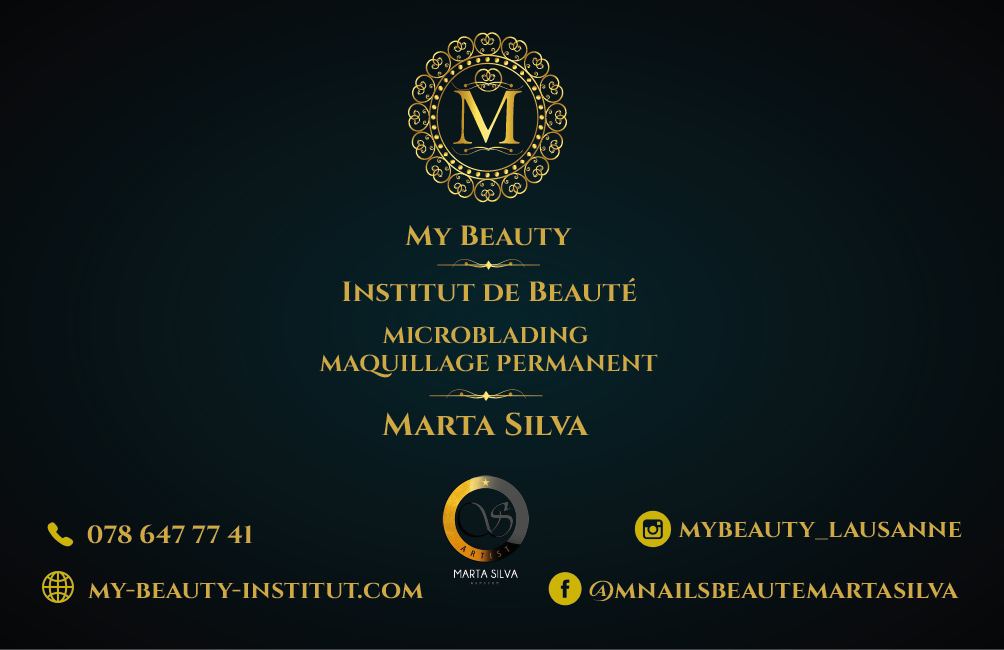 M
My Beauty
Institut de Beauté
MICROBLADING
MAQUILLAGE PERMANENT
Marta Silva
078 647 77 41
MY-BEAUTY-INSTITUT.COM
VS
ARTIST
MARTA SILVA
MYBEAUTY_LAUSANNE
@MNAILSBEAUTEMARTASILVA